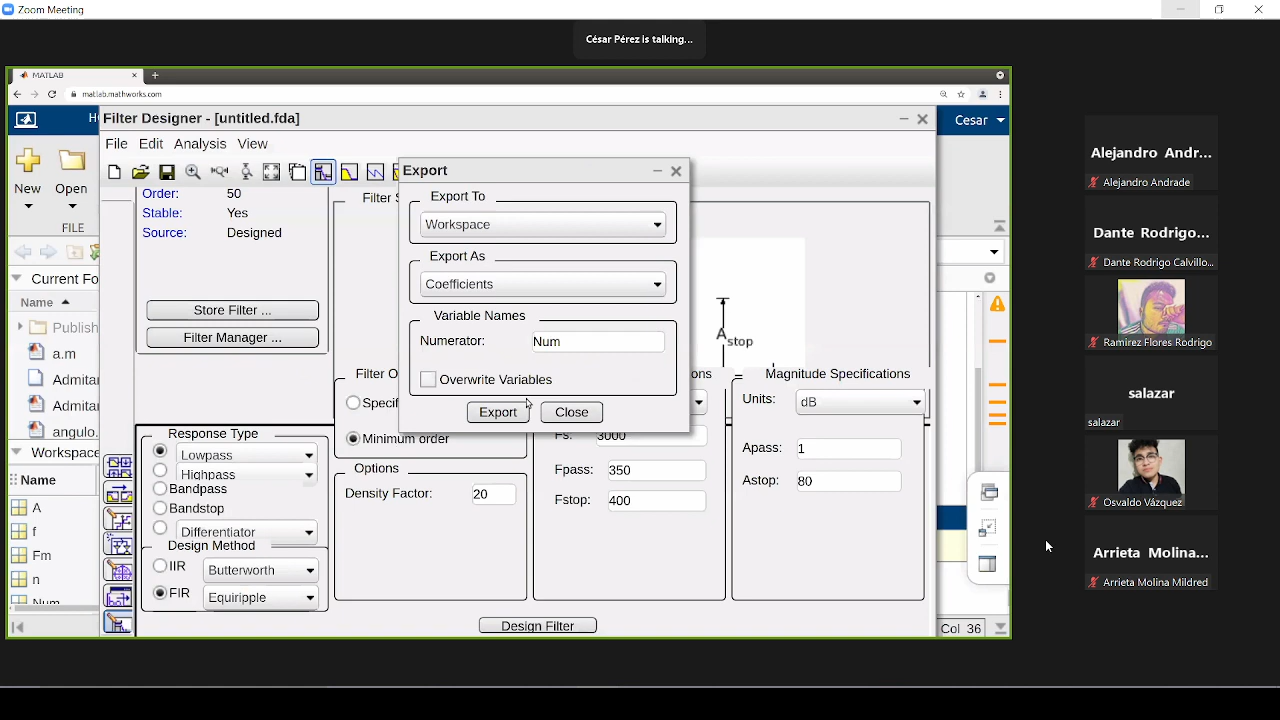 Zoom Meeting
César Pérez is talking...
MATLAB
matlab.mathworks.com
Filter Designer - [untitled.fda]
Cesar
File Edit Analysis View
New
Open
FILE
Order: 50
Stable: Yes
Source: Designed
Store Filter ...
Filter Manager ...
Current Fo
Name
Publish
a.m
Admita
Admita
angulo.
Workspace
Name
A
f
Fm
n
Num
Response Type
Lowpass
Highpass
Bandpass
Bandstop
Differentiator
Design Method
IIR Butterworth
FIR Equiripple
Filter S
Export
Export To
Workspace
Export As
Coefficients
Variable Names
Numerator: Num
Overwrite Variables
Export Close
Astop
Filter O
Specif
Minimum order
Options
Density Factor: 20
ons
Fs: 3000
Fpass: 350
Fstop: 400
Magnitude Specifications
Units: dB
Apass: 1
Astop: 80
Design Filter
Col 36
Alejandro Andr...
Alejandro Andrade
Dante Rodrigo...
Dante Rodrigo Calvillo...
Ramirez Flores Rodrigo
salazar
salazar
Osvaldo Vázquez
Arrieta Molina...
Arrieta Molina Mildred